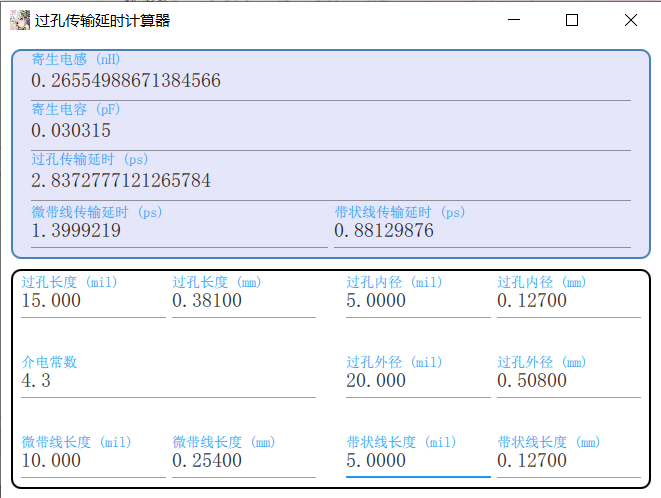 过孔传输延时计算器
寄生电感 (nH)
0.26554988671384566
寄生电容 (pF)
0.030315
过孔传输延时 (ps)
2.8372777121265784
微带线传输延时 (ps) 带状线传输延时 (ps)
1.3999219 0.88129876
过孔长度 (mil) 过孔长度 (mm) 过孔内径 (mil) 过孔内径 (mm)
15.000 0.38100 5.0000 0.12700
介电常数 过孔外径 (mil) 过孔外径 (mm)
4.3 20.000 0.50800
微带线长度 (mil) 微带线长度 (mm) 带状线长度 (mil) 带状线长度 (mm)
10.000 0.25400 5.0000 0.12700